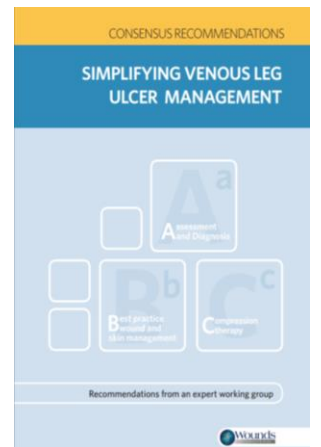 CONSENSUS RECOMMENDATIONS
SIMPLIFYING VENOUS LEG
ULCER MANAGEMENT
A a
Assessment
And Diagnosis
B b
Best practice
wound and
skin management
C c
Compression
therapy
Recommendations from an expert working group
Wounds